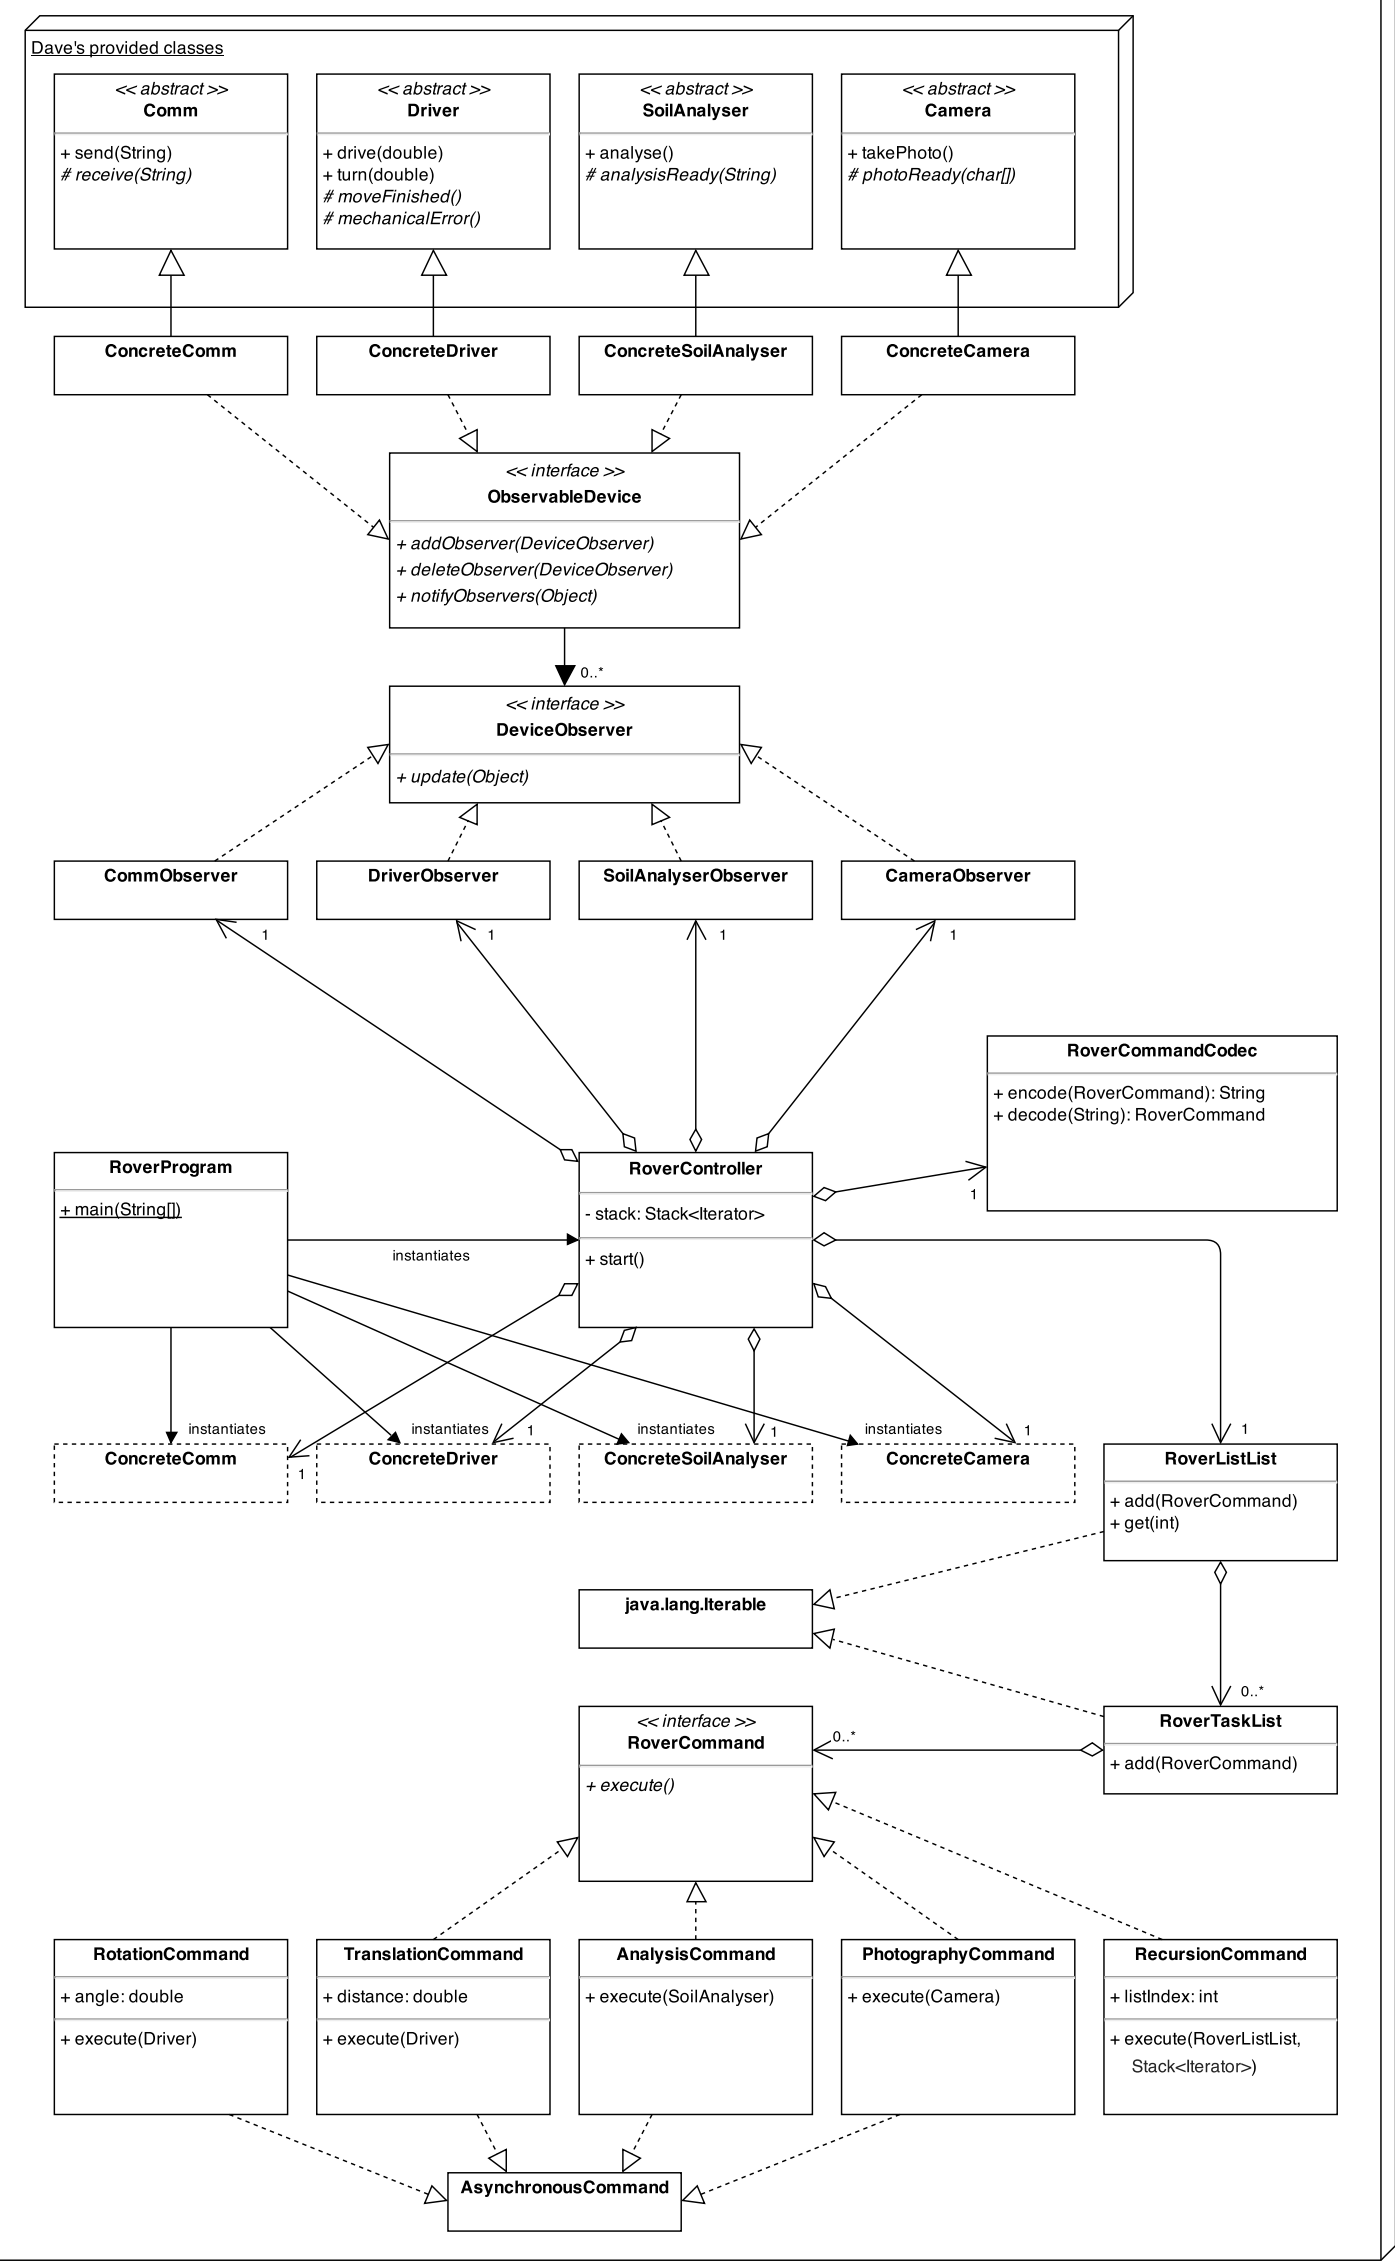 Dave's provided classes
<< abstract >>
Comm
+ send(String)
# receive(String)
<< abstract >>
Driver
+ drive(double)
+ turn(double)
# moveFinished()
# mechanicalError()
<< abstract >>
SoilAnalyser
+ analyse()
# analysisReady(String)
<< abstract >>
Camera
+ takePhoto()
# photoReady(char[])
ConcreteComm
ConcreteDriver
ConcreteSoilAnalyser
ConcreteCamera
<< interface >>
ObservableDevice
+ addObserver(DeviceObserver)
+ deleteObserver(DeviceObserver)
+ notifyObservers(Object)
0..*
<< interface >>
DeviceObserver
+ update(Object)
CommObserver
DriverObserver
SoilAnalyserObserver
CameraObserver
1
1
1
1
RoverCommandCodec
+ encode(RoverCommand): String
+ decode(String): RoverCommand
1
RoverProgram
+ main(String[])
instantiates
RoverController
- stack: Stack<Iterator>
+ start()
instantiates
1
instantiates
1
instantiates
1
instantiates
1
1
ConcreteComm
ConcreteDriver
ConcreteSoilAnalyser
ConcreteCamera
RoverListList
+ add(RoverCommand)
+ get(int)
java.lang.Iterable
0..*
RoverTaskList
+ add(RoverCommand)
0..*
<< interface >>
RoverCommand
+ execute()
RotationCommand
+ angle: double
+ execute(Driver)
TranslationCommand
+ distance: double
+ execute(Driver)
AnalysisCommand
+ execute(SoilAnalyser)
PhotographyCommand
+ execute(Camera)
RecursionCommand
+ listIndex: int
+ execute(RoverListList,
Stack<Iterator>)
AsynchronousCommand